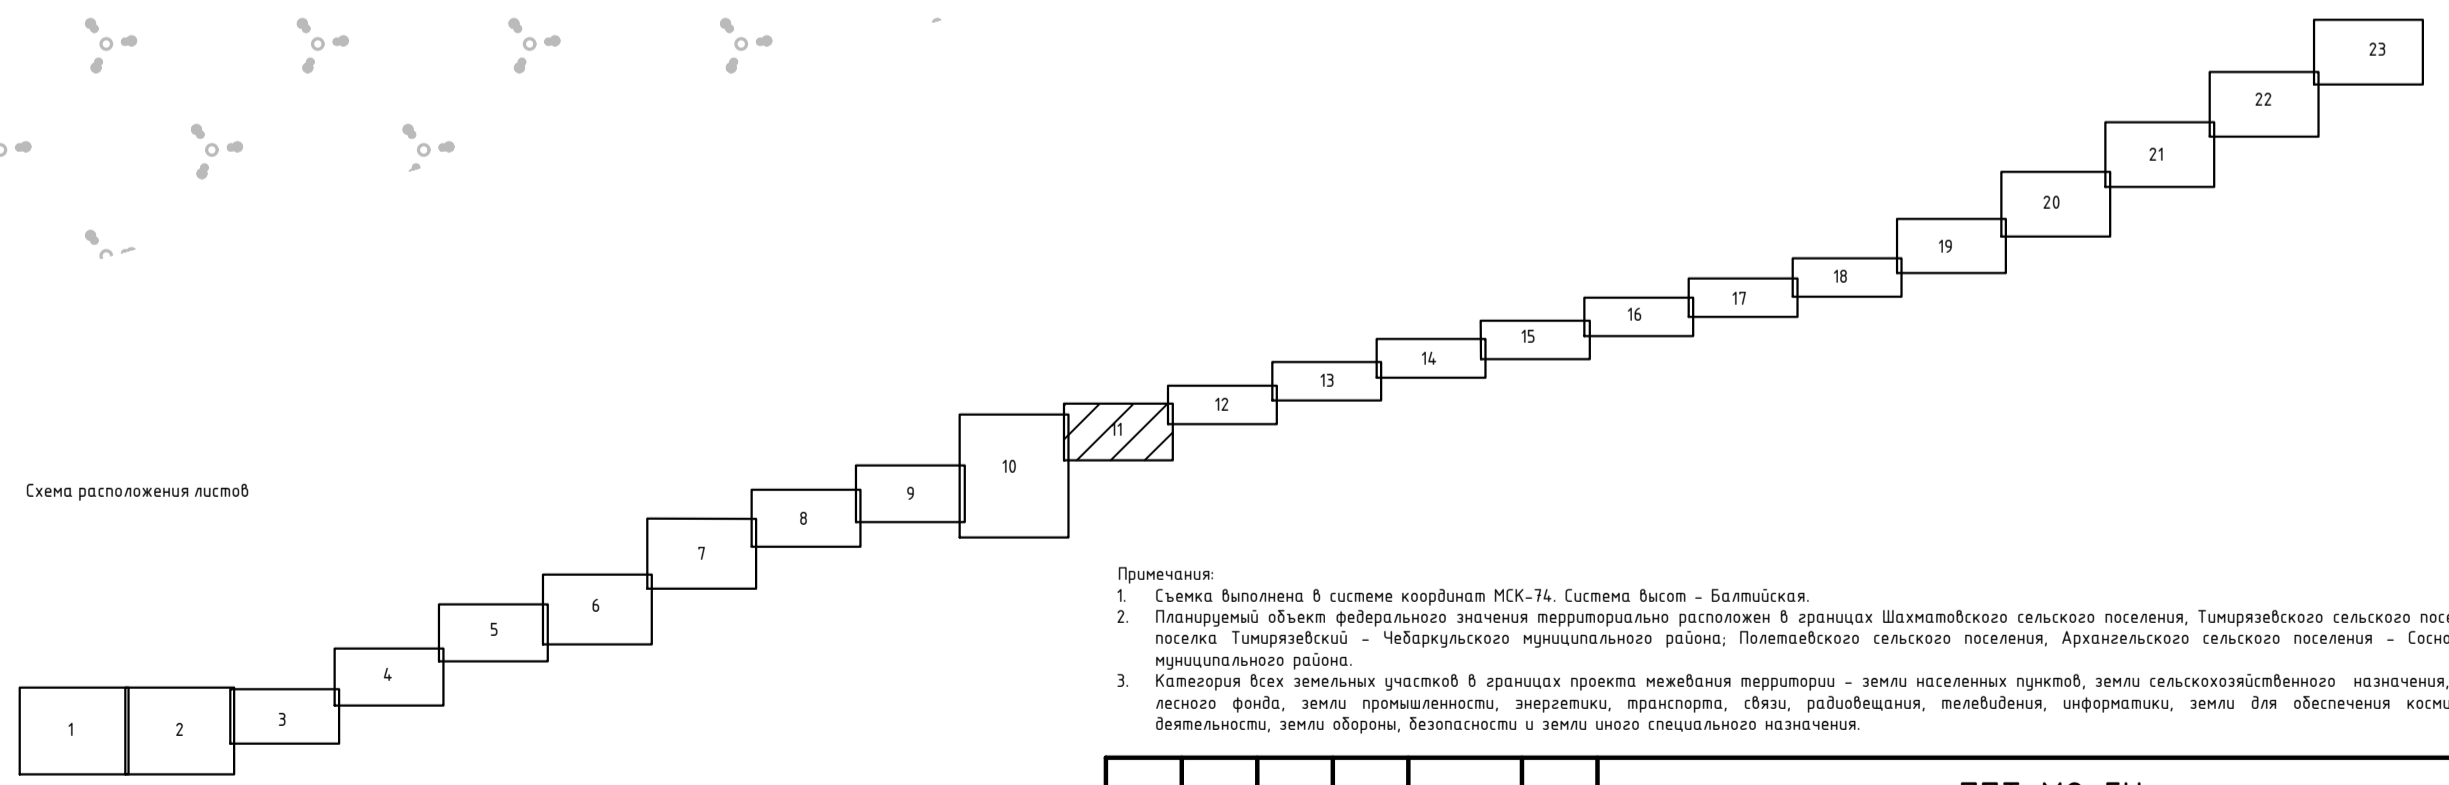 23
22
21
20
19
18
17
16
15
14
13
12
11
10
9
8
7
6
5
4
3
2
1
Схема расположения листов
Примечания:
1. Съемка выполнена в системе координат МСК-74. Система высот – Балтийская.
2. Планируемый объект федерального значения территориально расположен в границах Шахматовского сельского поселения, Тимирязевского сельского посе
поселка Тимирязевский – Чебаркульского муниципального района; Полетаевского сельского поселения, Архангельского сельского поселения – Сосно
муниципального района.
3. Категория всех земельных участков в границах проекта межевания территории – земли населенных пунктов, земли сельскохозяйственного назначения,
лесного фонда, земли промышленности, энергетики, транспорта, связи, радиовещания, телевидения, информатики, земли для обеспечения косми
деятельности, земли обороны, безопасности и земли иного специального назначения.